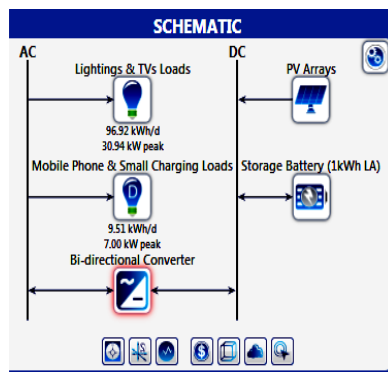 SCHEMATIC
AC DC
Lightings & TVs Loads PV Arrays
96.92 kWh/d
30.94 kW peak
Mobile Phone & Small Charging Loads Storage Battery (1kWh LA)
D
9.51 kWh/d
7.00 kW peak
Bi-directional Converter
$